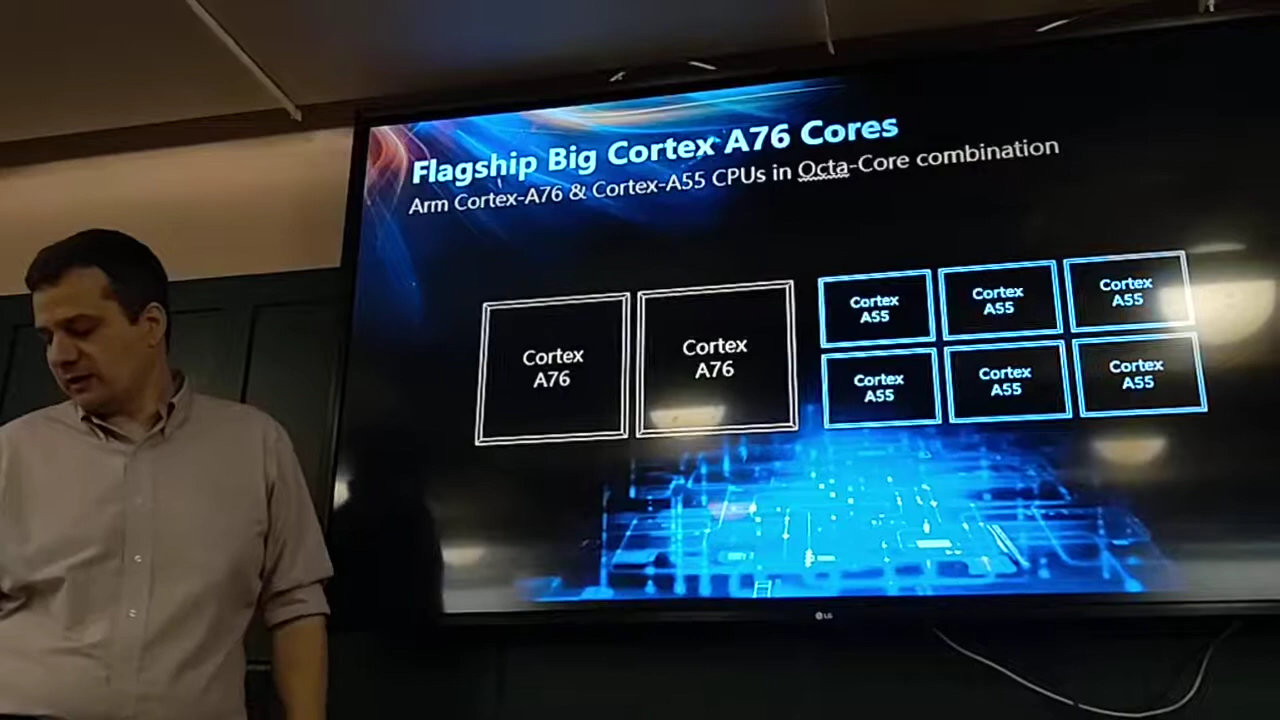 Flagship Big Cortex A76 Cores
Arm Cortex-A76 & Cortex-A55 CPUs in Octa-Core combination
Cortex
A76
Cortex
A76
Cortex
A55
Cortex
A55
Cortex
A55
Cortex
A55
Cortex
A55
Cortex
A55
LG